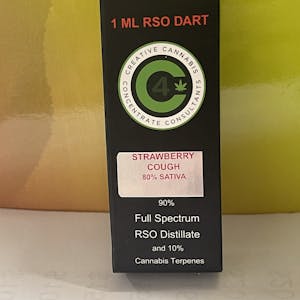 1 ML RSO DART
CREATIVE CANNABIS
CONCENTRATE CONSULTANTS
C4
STRAWBERRY
COUGH
80% SATIVA
90%
Full Spectrum
RSO Distillate
and 10%
Cannabis Terpenes